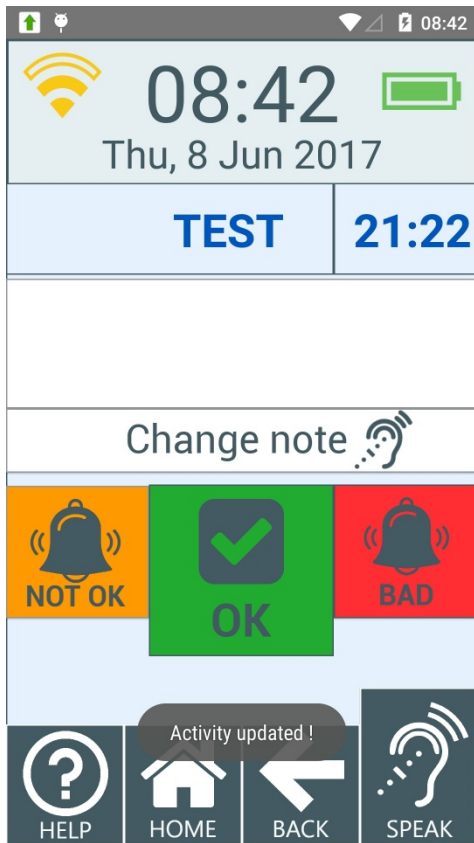 08:42
08:42
Thu, 8 Jun 2017
TEST 21:22
Change note
NOT OK
OK
BAD
Activity updated !
HELP HOME BACK SPEAK